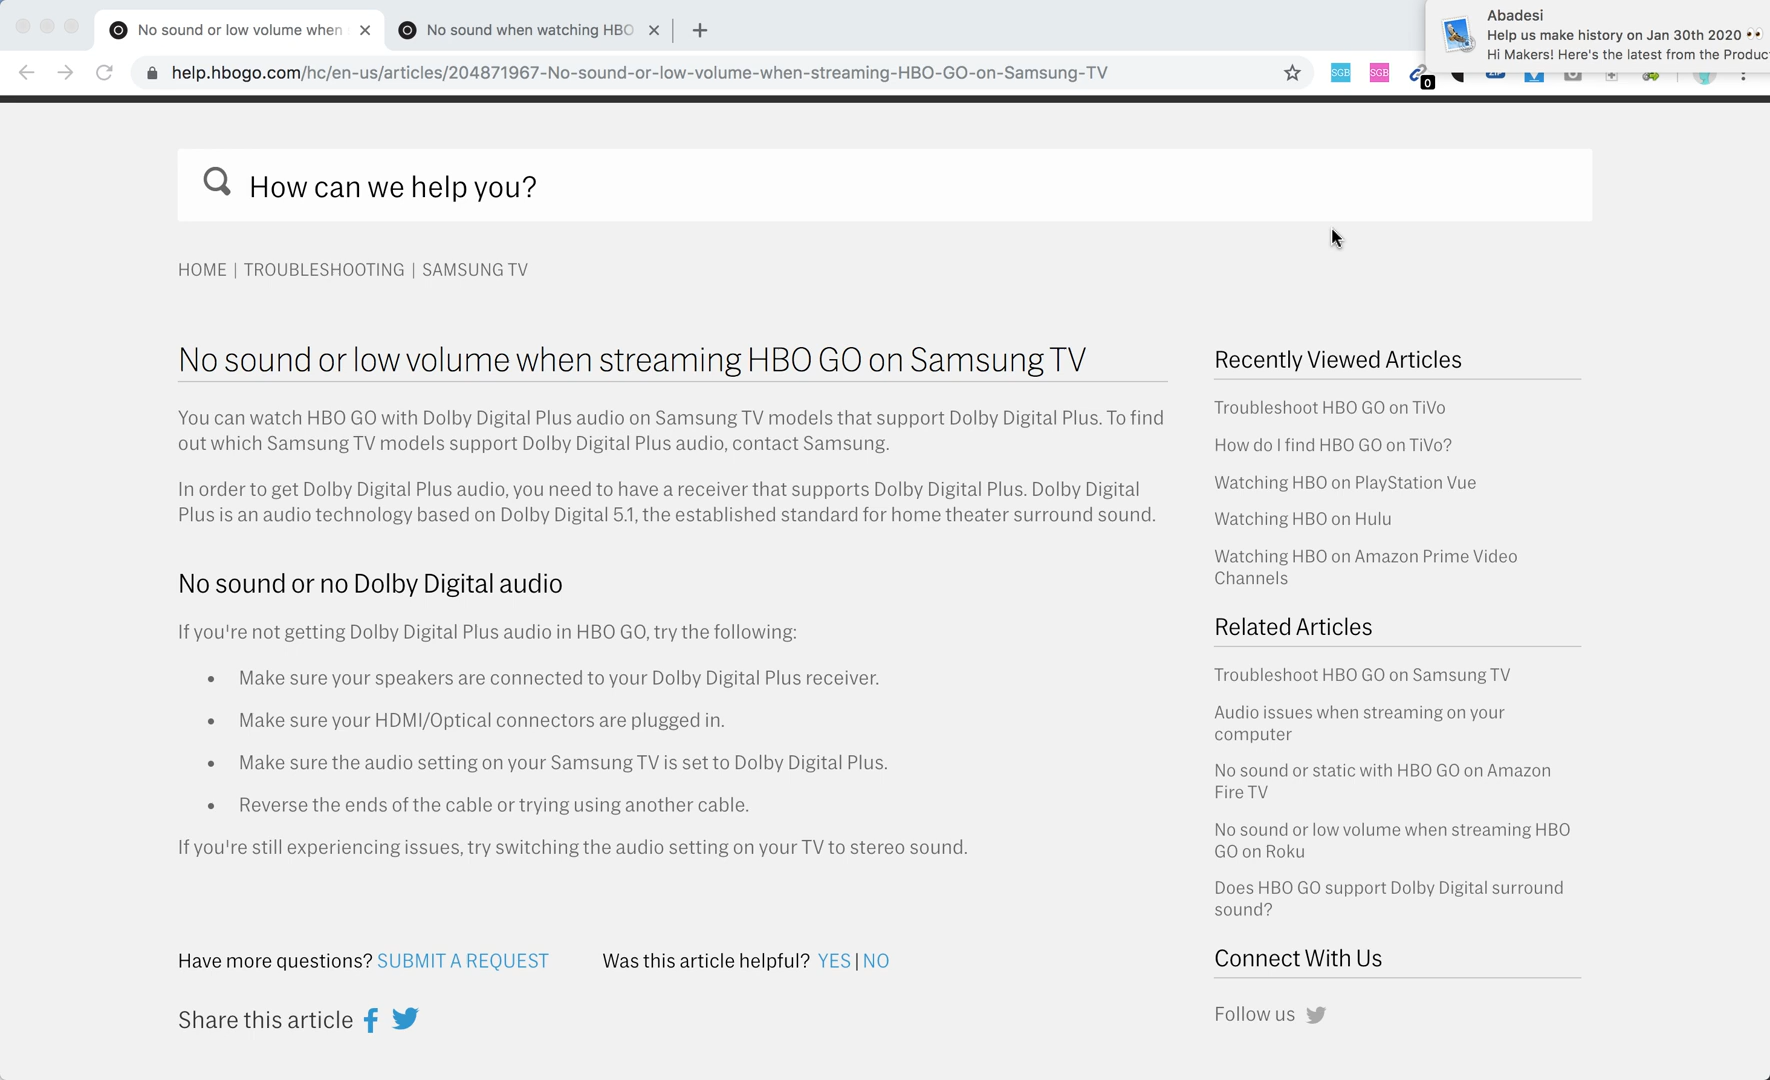 No sound or low volume when
No sound when watching HBO
Abadesi
Help us make history on Jan 30th 2020 👀
Hi Makers! Here's the latest from the Product
help.hbogo.com/hc/en-us/articles/204871967-No-sound-or-low-volume-when-streaming-HBO-GO-on-Samsung-TV
SGB
SGB
0
How can we help you?
HOME | TROUBLESHOOTING | SAMSUNG TV
No sound or low volume when streaming HBO GO on Samsung TV
You can watch HBO GO with Dolby Digital Plus audio on Samsung TV models that support Dolby Digital Plus. To find
out which Samsung TV models support Dolby Digital Plus audio, contact Samsung.
In order to get Dolby Digital Plus audio, you need to have a receiver that supports Dolby Digital Plus. Dolby Digital
Plus is an audio technology based on Dolby Digital 5.1, the established standard for home theater surround sound.
No sound or no Dolby Digital audio
If you're not getting Dolby Digital Plus audio in HBO GO, try the following:
• Make sure your speakers are connected to your Dolby Digital Plus receiver.
• Make sure your HDMI/Optical connectors are plugged in.
• Make sure the audio setting on your Samsung TV is set to Dolby Digital Plus.
• Reverse the ends of the cable or trying using another cable.
If you're still experiencing issues, try switching the audio setting on your TV to stereo sound.
Have more questions? SUBMIT A REQUEST
Was this article helpful? YES | NO
Share this article
Recently Viewed Articles
Troubleshoot HBO GO on TiVo
How do I find HBO GO on TiVo?
Watching HBO on PlayStation Vue
Watching HBO on Hulu
Watching HBO on Amazon Prime Video
Channels
Related Articles
Troubleshoot HBO GO on Samsung TV
Audio issues when streaming on your
computer
No sound or static with HBO GO on Amazon
Fire TV
No sound or low volume when streaming HBO
GO on Roku
Does HBO GO support Dolby Digital surround
sound?
Connect With Us
Follow us